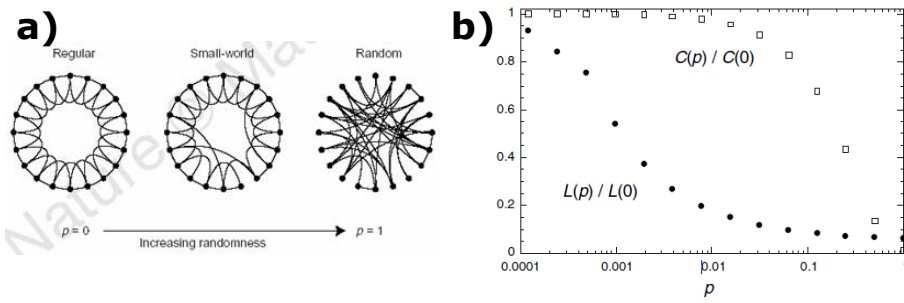 a)
Regular
Small-world
Random
p = 0
Increasing randomness
p = 1
b)
1
0.8
0.6
0.4
0.2
0
C(p) / C(0)
L(p) / L(0)
0.0001
0.001
0.01
0.1
1
p
Nature © Ma